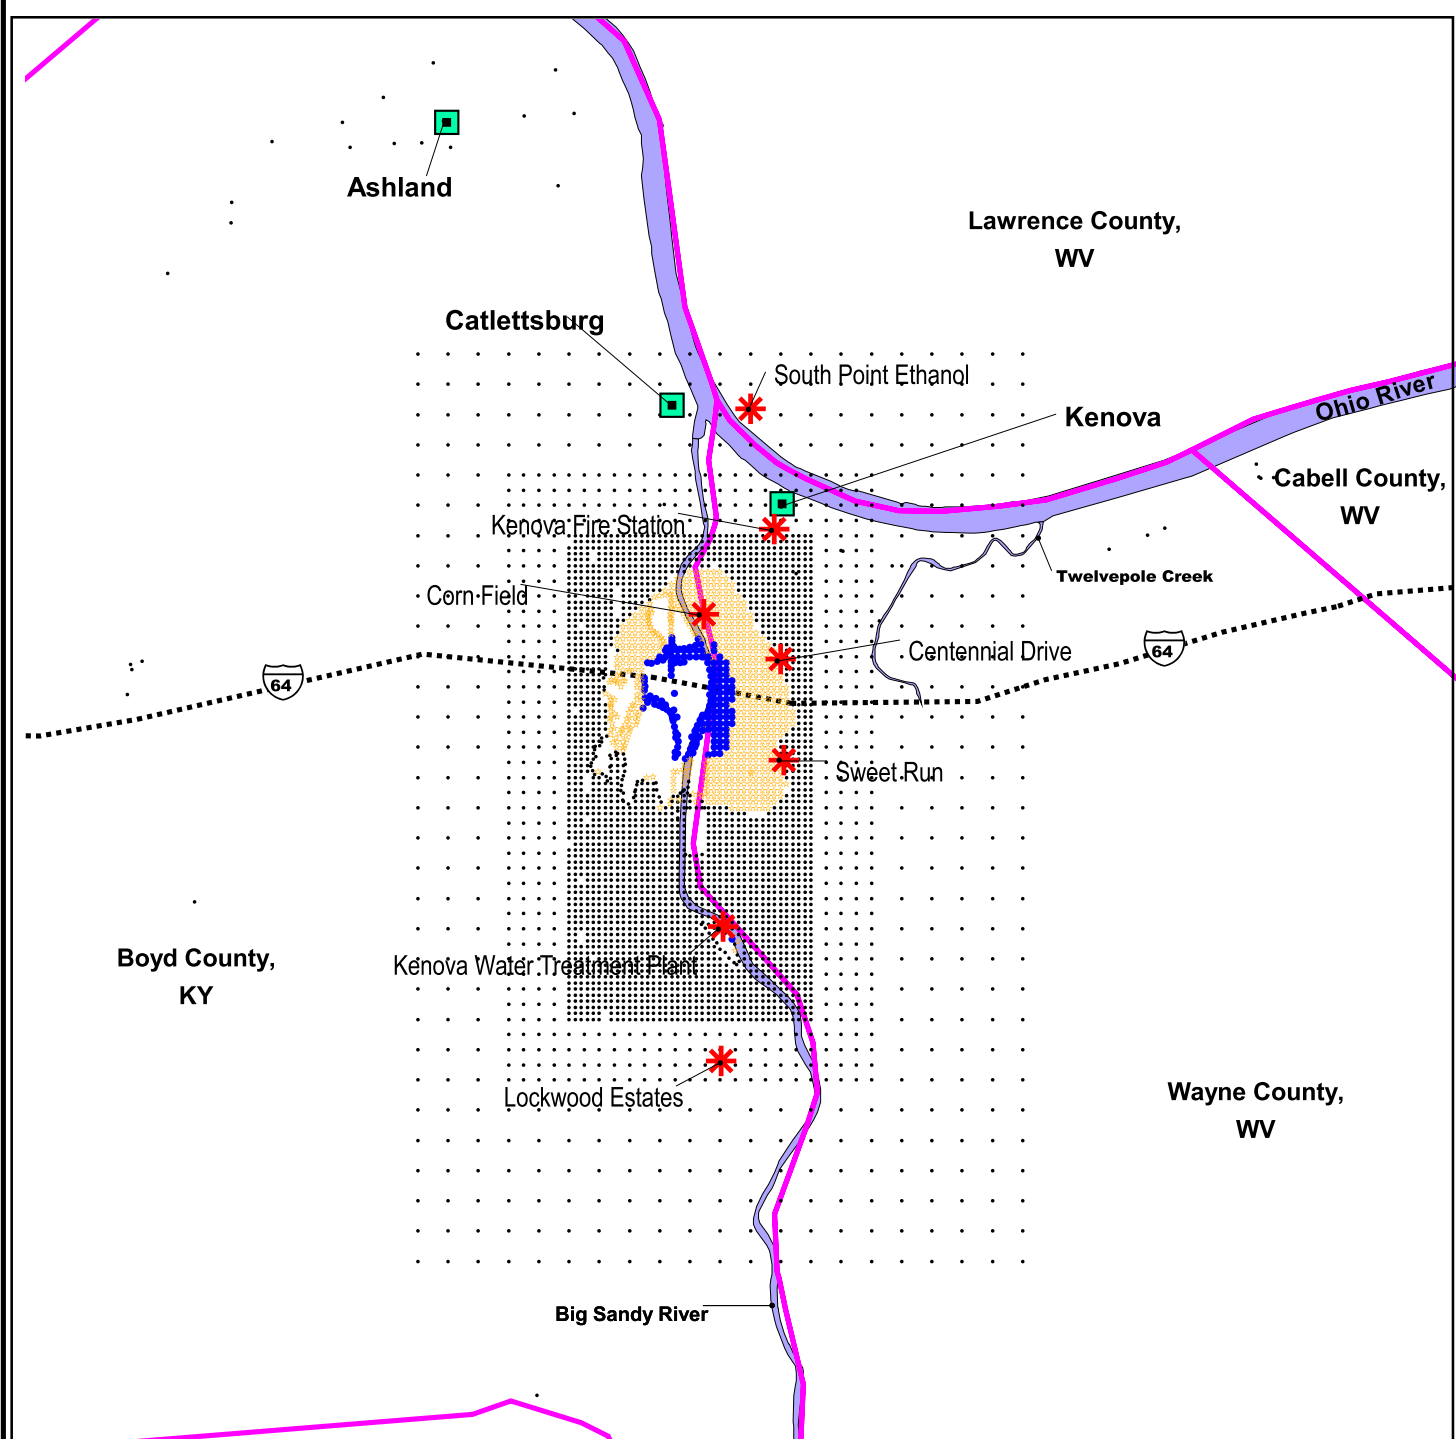 Ashland
Lawrence County,
WV
Catlettsburg
South Point Ethanol
Kenova
Ohio River
Cabell County,
WV
Kenova Fire Station
Twelvepole Creek
Corn Field
Centennial Drive
64
64
Sweet Run
Boyd County,
KY
Kenova Water Treatment Plant
Lockwood Estates
Wayne County,
WV
Big Sandy River